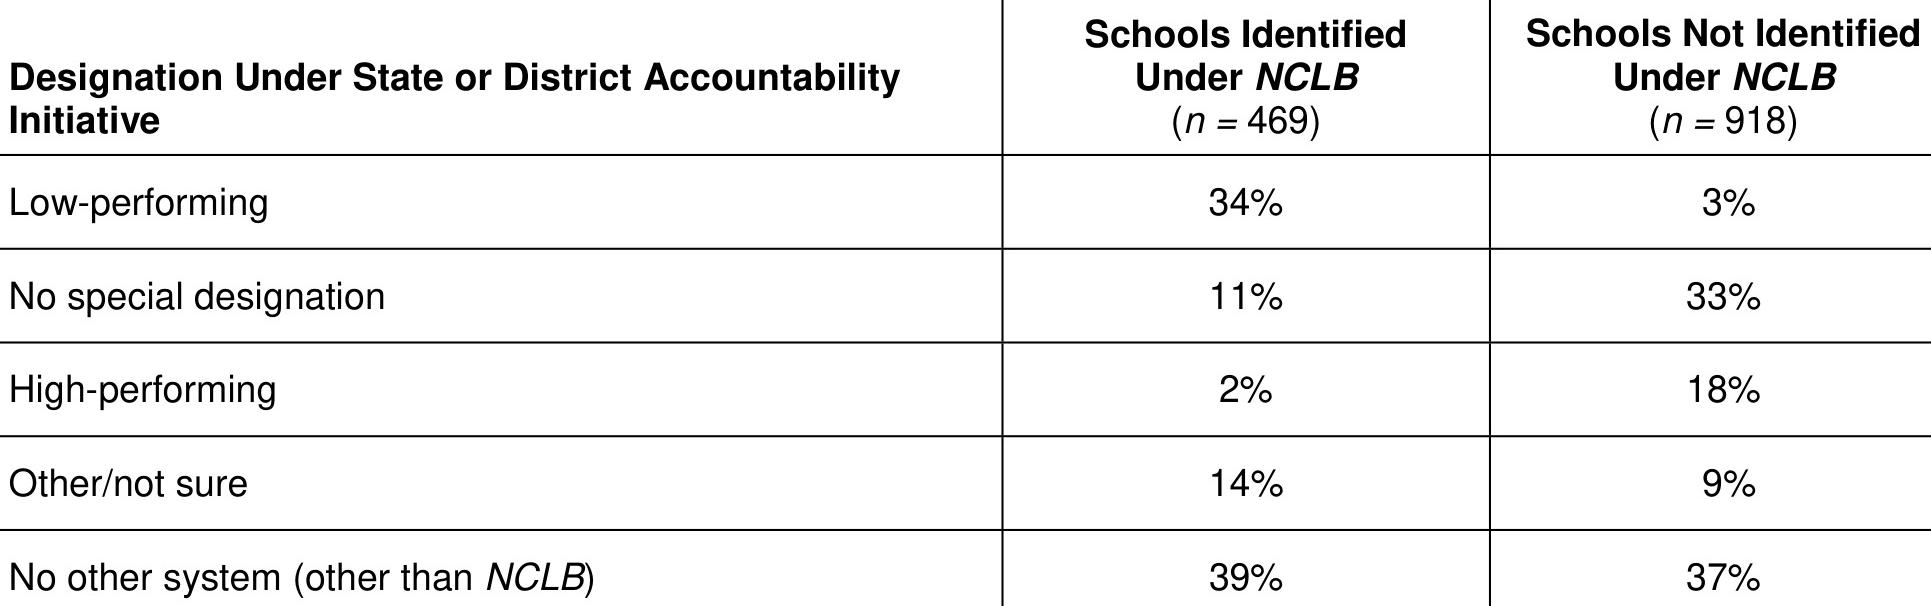 Designation Under State or District Accountability
Initiative
Schools Identified
Under NCLB
(n = 469)
Schools Not Identified
Under NCLB
(n = 918)
Low-performing 34% 3%
No special designation 11% 33%
High-performing 2% 18%
Other/not sure 14% 9%
No other system (other than NCLB) 39% 37%